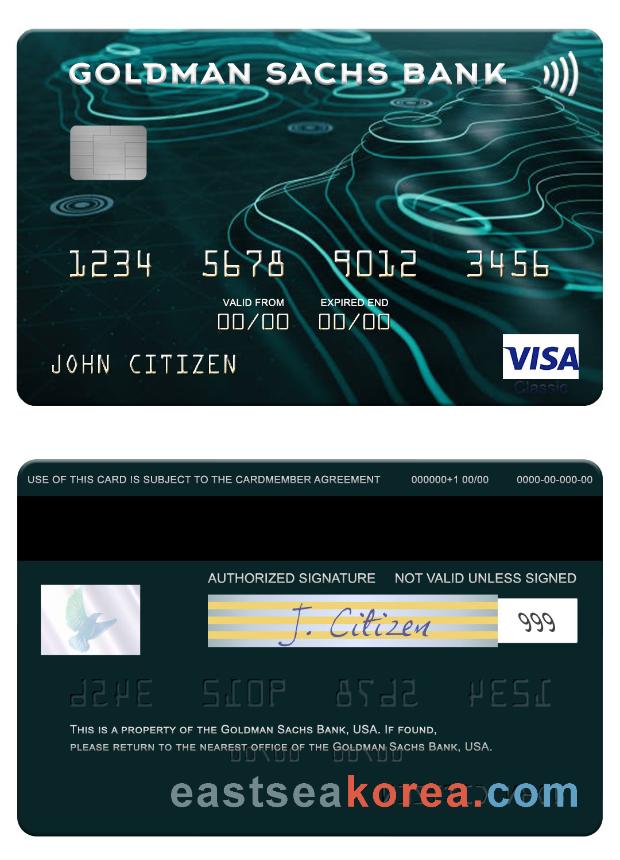 GOLDMAN SACHS BANK
1234 5678 9012 3456
VALID FROM EXPIRED END
00/00 00/00
JOHN CITIZEN
VISA
Classic
USE OF THIS CARD IS SUBJECT TO THE CARDMEMBER AGREEMENT 000000+1 00/00 0000-00-000-00
AUTHORIZED SIGNATURE NOT VALID UNLESS SIGNED
J. Citizen 999
THIS IS A PROPERTY OF THE GOLDMAN SACHS BANK, USA. IF FOUND,
PLEASE RETURN TO THE NEAREST OFFICE OF THE GOLDMAN SACHS BANK, USA.
eastseakorea.com